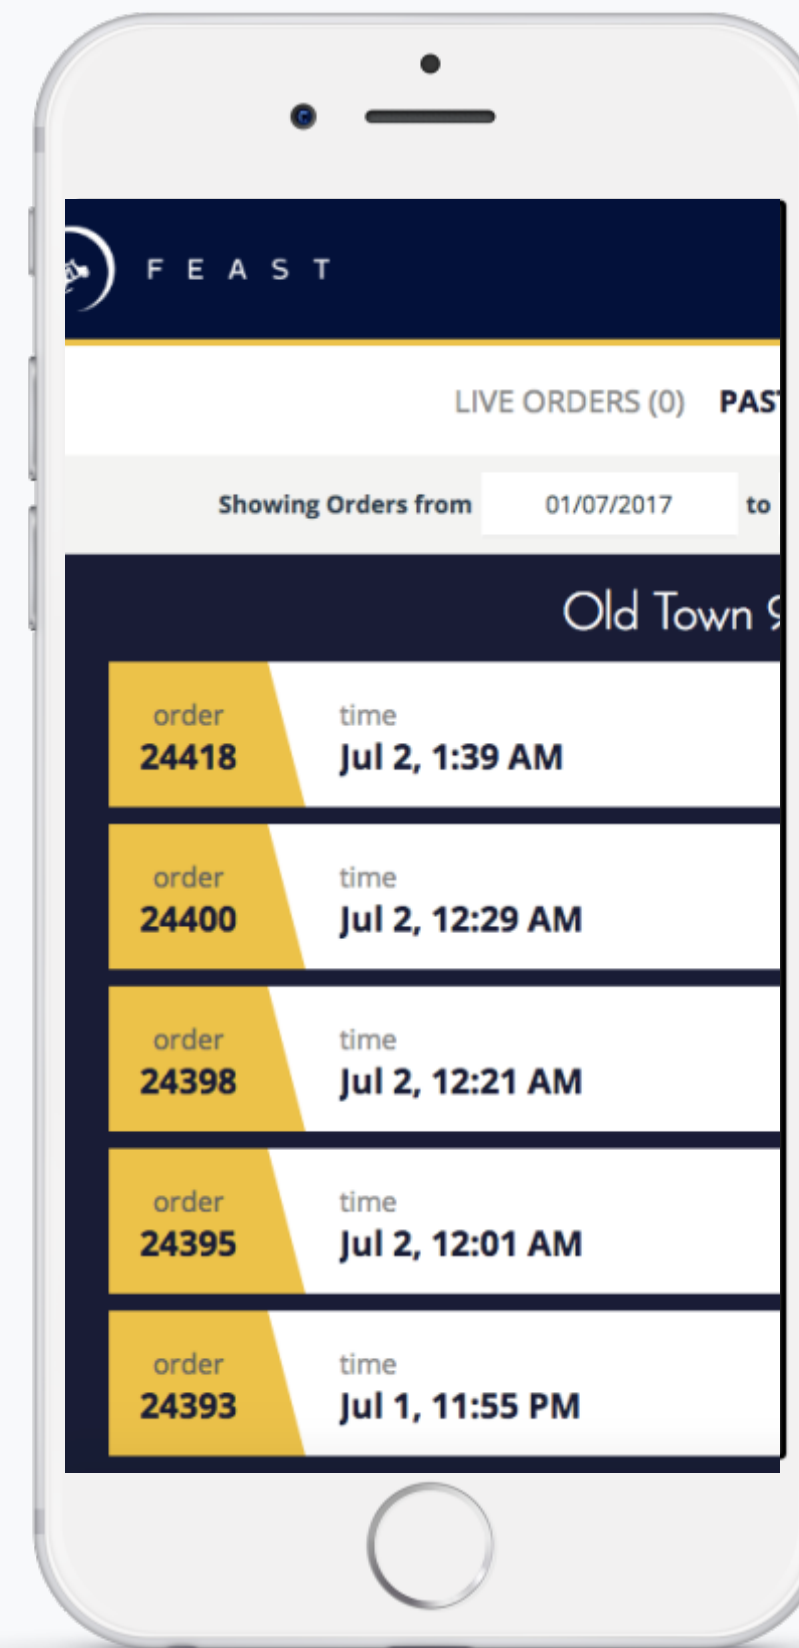 FEAST
LIVE ORDERS (0) PAST
Showing Orders from 01/07/2017 to
Old Town
order
24418
time
Jul 2, 1:39 AM
order
24400
time
Jul 2, 12:29 AM
order
24398
time
Jul 2, 12:21 AM
order
24395
time
Jul 2, 12:01 AM
order
24393
time
Jul 1, 11:55 PM